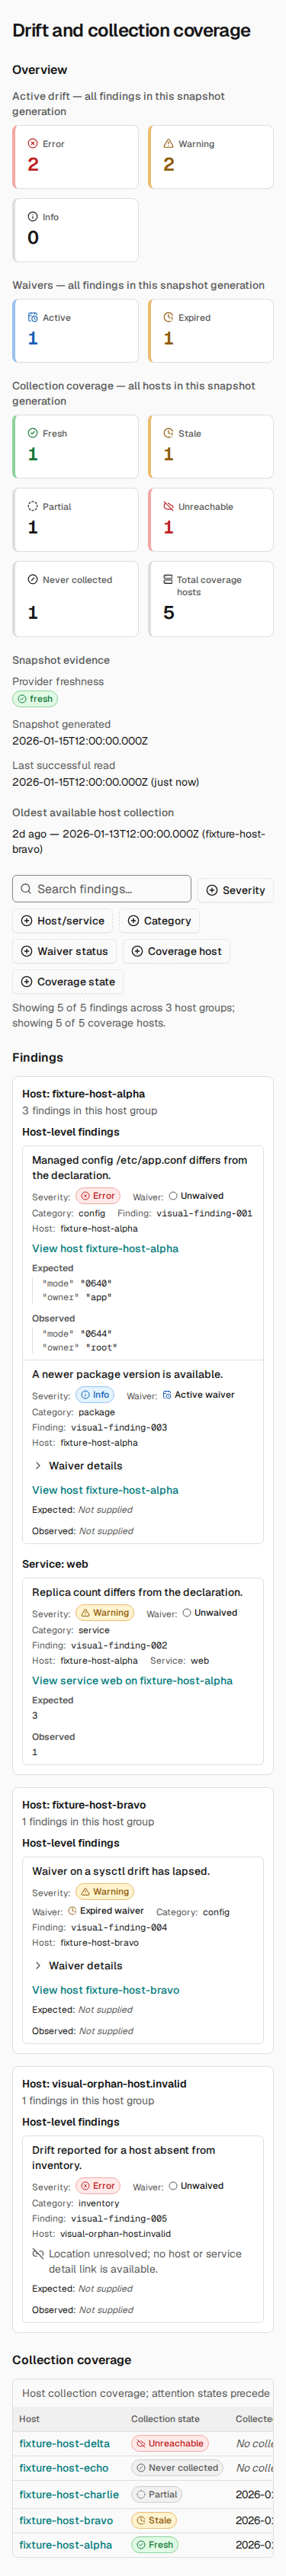 Drift and collection coverage
Overview
Active drift — all findings in this snapshot
generation
Error
2
Warning
2
Info
0
Waivers — all findings in this snapshot generation
Active
1
Expired
1
Collection coverage — all hosts in this snapshot
generation
Fresh
1
Stale
1
Partial
1
Unreachable
1
Never collected
1
Total coverage
hosts
5
Snapshot evidence
Provider freshness
fresh
Snapshot generated
2026-01-15T12:00:00.000Z
Last successful read
2026-01-15T12:00:00.000Z (just now)
Oldest available host collection
2d ago — 2026-01-13T12:00:00.000Z (fixture-host-
bravo)
Search findings...
Severity
Host/service
Category
Waiver status
Coverage host
Coverage state
Showing 5 of 5 findings across 3 host groups;
showing 5 of 5 coverage hosts.
Findings
Host: fixture-host-alpha
3 findings in this host group
Host-level findings
Managed config /etc/app.conf differs from
the declaration.
Severity: Error Waiver: Unwaived
Category: config Finding: visual-finding-001
Host: fixture-host-alpha
View host fixture-host-alpha
Expected
"mode" "0640"
"owner" "app"
Observed
"mode" "0644"
"owner" "root"
A newer package version is available.
Severity: Info Waiver: Active waiver
Category: package
Finding: visual-finding-003
Host: fixture-host-alpha
Waiver details
View host fixture-host-alpha
Expected: Not supplied
Observed: Not supplied
Service: web
Replica count differs from the declaration.
Severity: Warning Waiver: Unwaived
Category: service
Finding: visual-finding-002
Host: fixture-host-alpha Service: web
View service web on fixture-host-alpha
Expected
3
Observed
1
Host: fixture-host-bravo
1 findings in this host group
Host-level findings
Waiver on a sysctl drift has lapsed.
Severity: Warning
Waiver: Expired waiver Category: config
Finding: visual-finding-004
Host: fixture-host-bravo
Waiver details
View host fixture-host-bravo
Expected: Not supplied
Observed: Not supplied
Host: visual-orphan-host.invalid
1 findings in this host group
Host-level findings
Drift reported for a host absent from
inventory.
Severity: Error Waiver: Unwaived
Category: inventory
Finding: visual-finding-005
Host: visual-orphan-host.invalid
Location unresolved; no host or service
detail link is available.
Expected: Not supplied
Observed: Not supplied
Collection coverage
Host collection coverage; attention states precede
Host Collection state Collecte
fixture-host-delta Unreachable No colle
fixture-host-echo Never collected No colle
fixture-host-charlie Partial 2026-01
fixture-host-bravo Stale 2026-01
fixture-host-alpha Fresh 2026-01